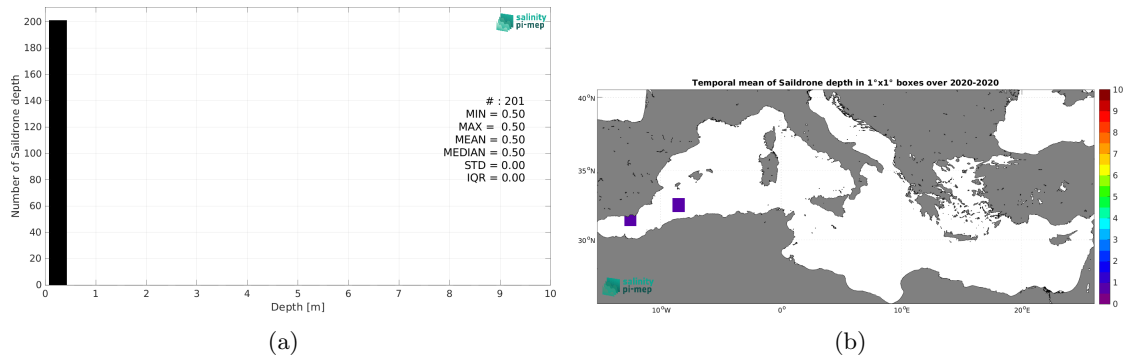 200
180
160
140
120
100
80
60
40
20
0
Number of Saildrone depth
salinity
pi-mep
# : 201
MIN = 0.50
MAX = 0.50
MEAN = 0.50
MEDIAN = 0.50
STD = 0.00
IQR = 0.00
0 1 2 3 4 5 6 7 8 9 10
Depth [m]
(a)
Temporal mean of Saildrone depth in 1°x1° boxes over 2020-2020
40°N
35°N
30°N
10°W 0° 10°E 20°E
salinity
pi-mep
10
9
8
7
6
5
4
3
2
1
0
(b)